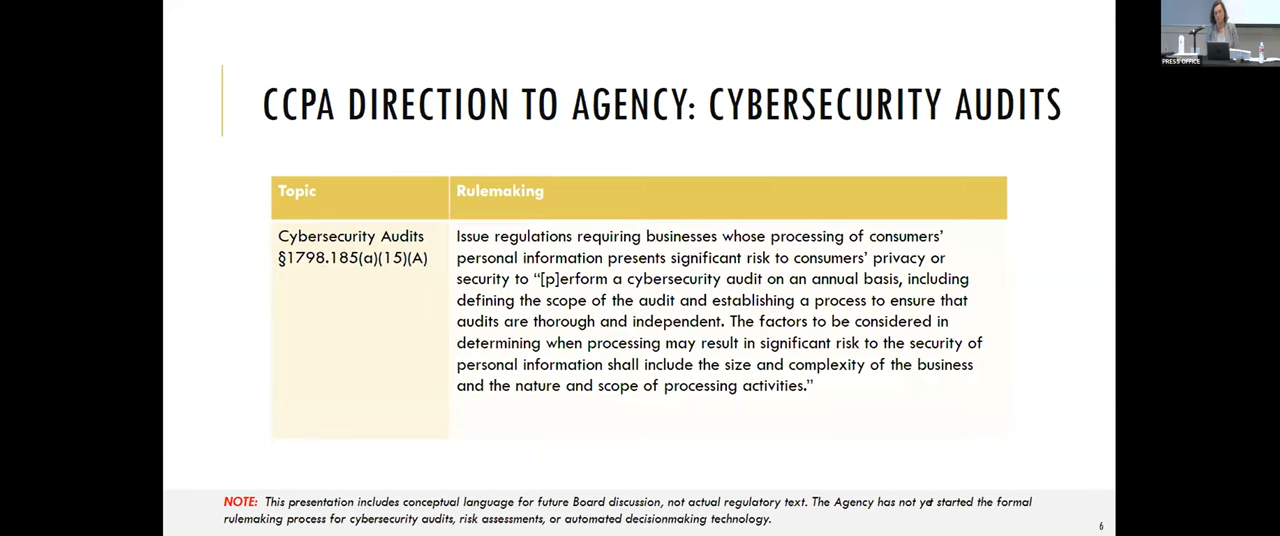 PRESS OFFICE
CCPA DIRECTION TO AGENCY: CYBERSECURITY AUDITS
Topic
Rulemaking
Cybersecurity Audits
§1798.185(a)(15)(A)
Issue regulations requiring businesses whose processing of consumers’
personal information presents significant risk to consumers’ privacy or
security to “[p]erform a cybersecurity audit on an annual basis, including
defining the scope of the audit and establishing a process to ensure that
audits are thorough and independent. The factors to be considered in
determining when processing may result in significant risk to the security of
personal information shall include the size and complexity of the business
and the nature and scope of processing activities.”
NOTE: This presentation includes conceptual language for future Board discussion, not actual regulatory text. The Agency has not yet started the formal
rulemaking process for cybersecurity audits, risk assessments, or automated decisionmaking technology.
6